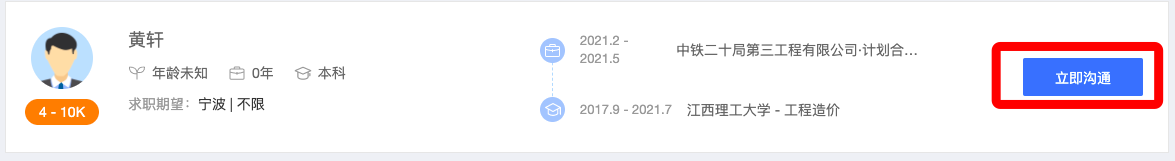 黄轩
年龄未知 0年 本科
4 - 10K
求职期望：宁波 | 不限
2021.2 -
2021.5
中铁二十局第三工程有限公司·计划合...
2017.9 - 2021.7 江西理工大学 - 工程造价
立即沟通